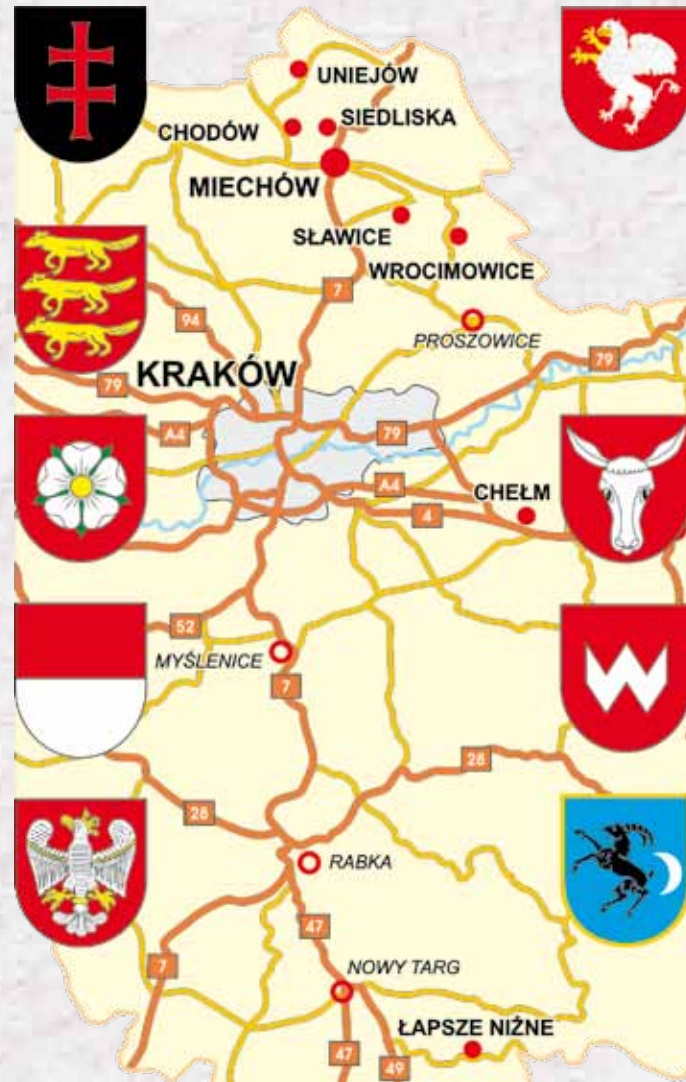 UNIEJÓW
SIEDLISKA
CHODÓW
MIECHÓW
SŁAWICE
WROCIMOWICE
7
94
PROSZOWICE
79
KRAKÓW
79
A4
79
A4
CHEŁM
4
52
MYŚLENICE
7
28
28
RABKA
47
7
NOWY TARG
ŁAPSZE NIŻNE
47
49